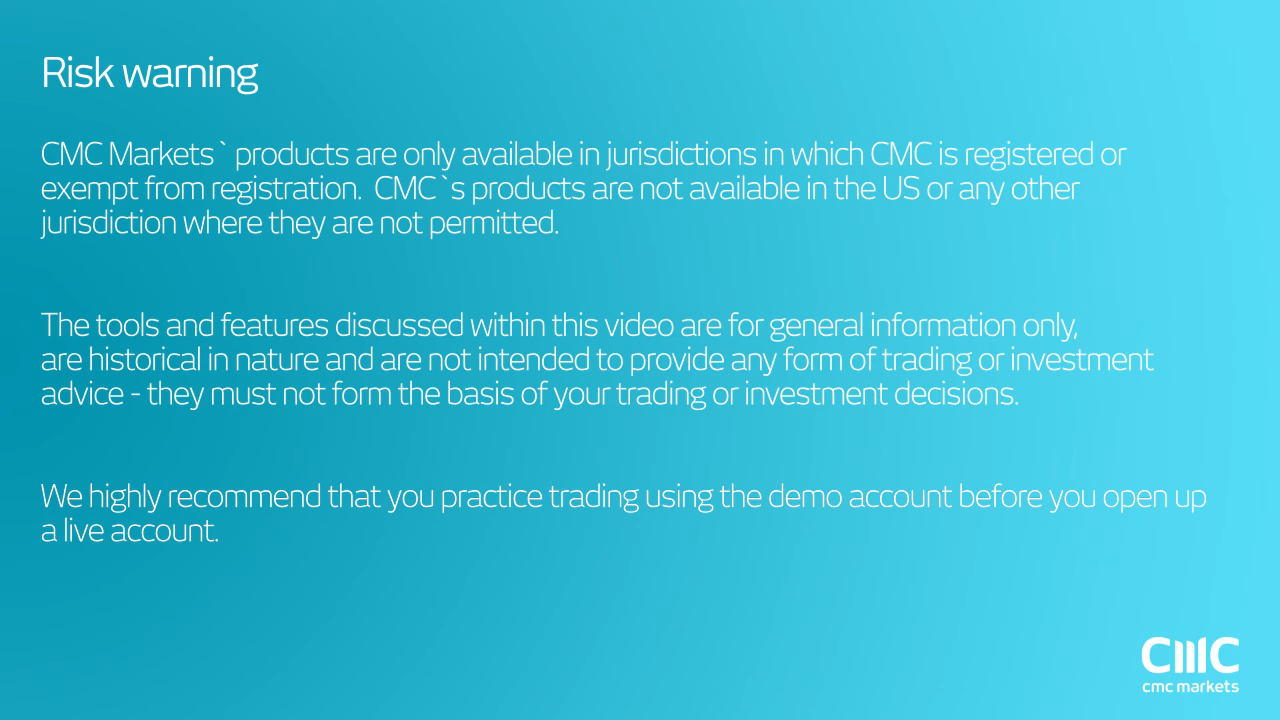 Risk warning
CMC Markets` products are only available in jurisdictions in which CMC is registered or
exempt from registration.  CMC`s products are not available in the US or any other
jurisdiction where they are not permitted.
The tools and features discussed within this video are for general information only,
are historical in nature and are not intended to provide any form of trading or investment
advice - they must not form the basis of your trading or investment decisions.
We highly recommend that you practice trading using the demo account before you open up
a live account.
cmc
cmc markets